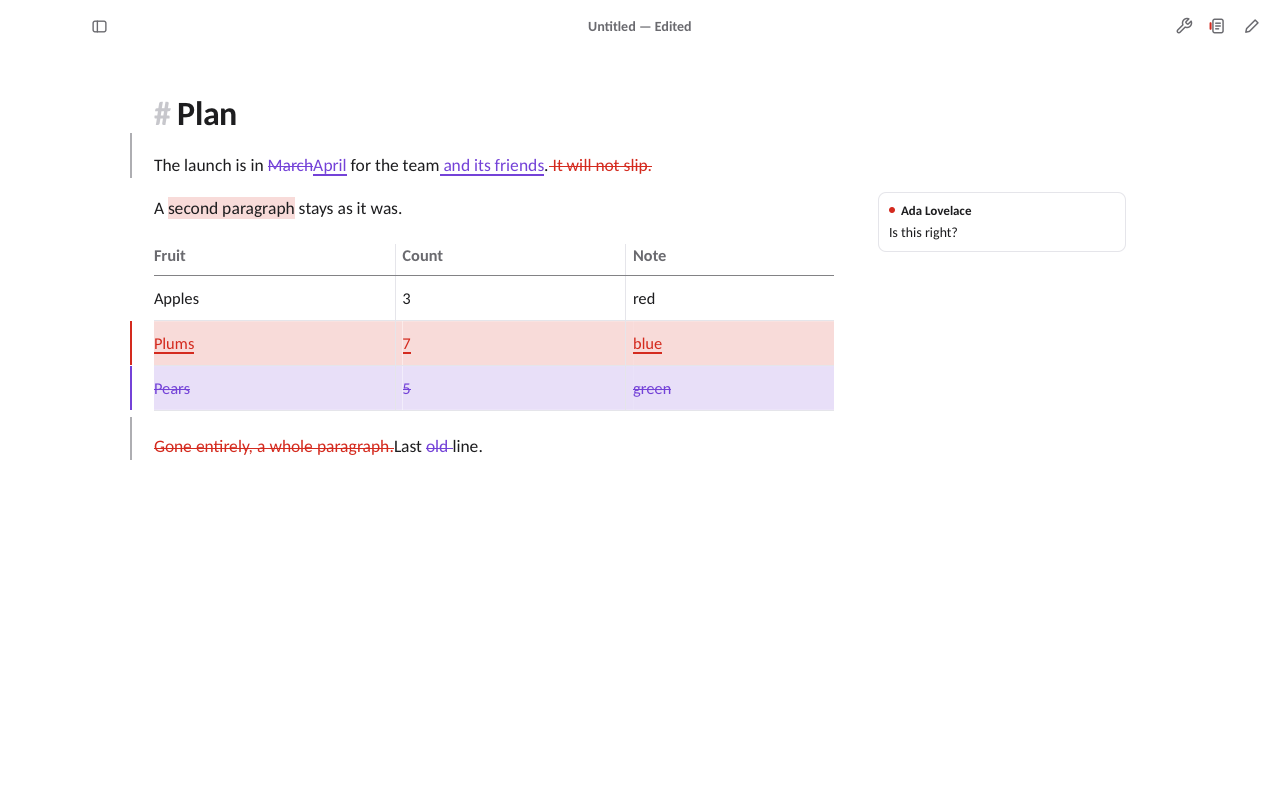 Untitled — Edited
# Plan
The launch is in MarchApril for the team and its friends. It will not slip.
A second paragraph stays as it was.
Ada Lovelace
Is this right?
Fruit Count Note
Apples 3 red
Plums 7 blue
Pears 5 green
Gone entirely, a whole paragraph.Last old line.